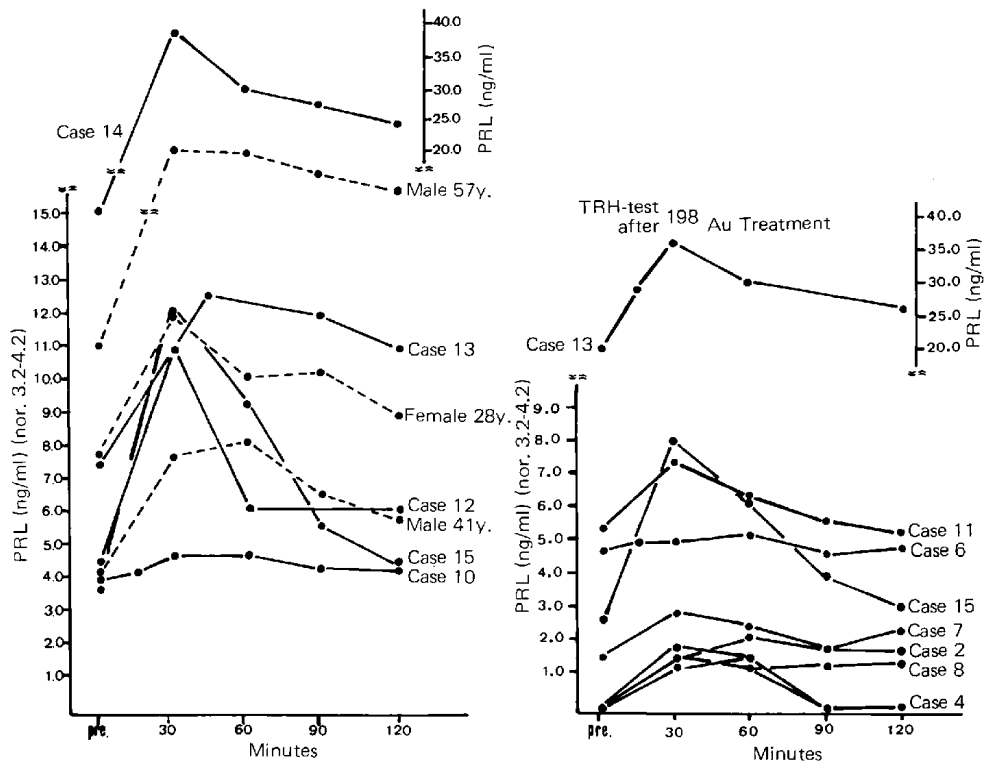 40.0
35.0
30.0
25.0
20.0
PRL (ng/ml)
Case 14
Male 57y.
15.0
14.0
13.0
12.0
11.0
10.0
9.0
8.0
7.0
6.0
5.0
4.0
3.0
2.0
1.0
PRL (ng/ml) (nor. 3.2-4.2)
Case 13
Female 28y.
Case 12
Male 41y.
Case 15
Case 10
pre. 30 60 90 120
Minutes
TRH-test
after 198 Au Treatment
40.0
35.0
30.0
25.0
20.0
PRL (ng/ml)
Case 13
9.0
8.0
7.0
6.0
5.0
4.0
3.0
2.0
1.0
PRL (ng/ml) (nor. 3.2-4.2)
Case 11
Case 6
Case 15
Case 7
Case 2
Case 8
Case 4
pre. 30 60 90 120
Minutes